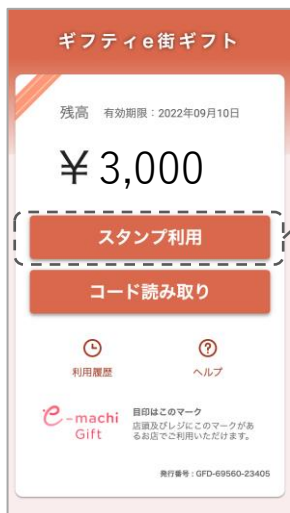 ギフティe街ギフト
残高 有効期限：2022年09月10日
￥3,000
スタンプ利用
コード読み取り
利用履歴 ヘルプ
e-machi Gift
目印はこのマーク
店頭及びレジにこのマークがあ
るお店でご利用いただけます。
発行番号：GFD-69560-23405